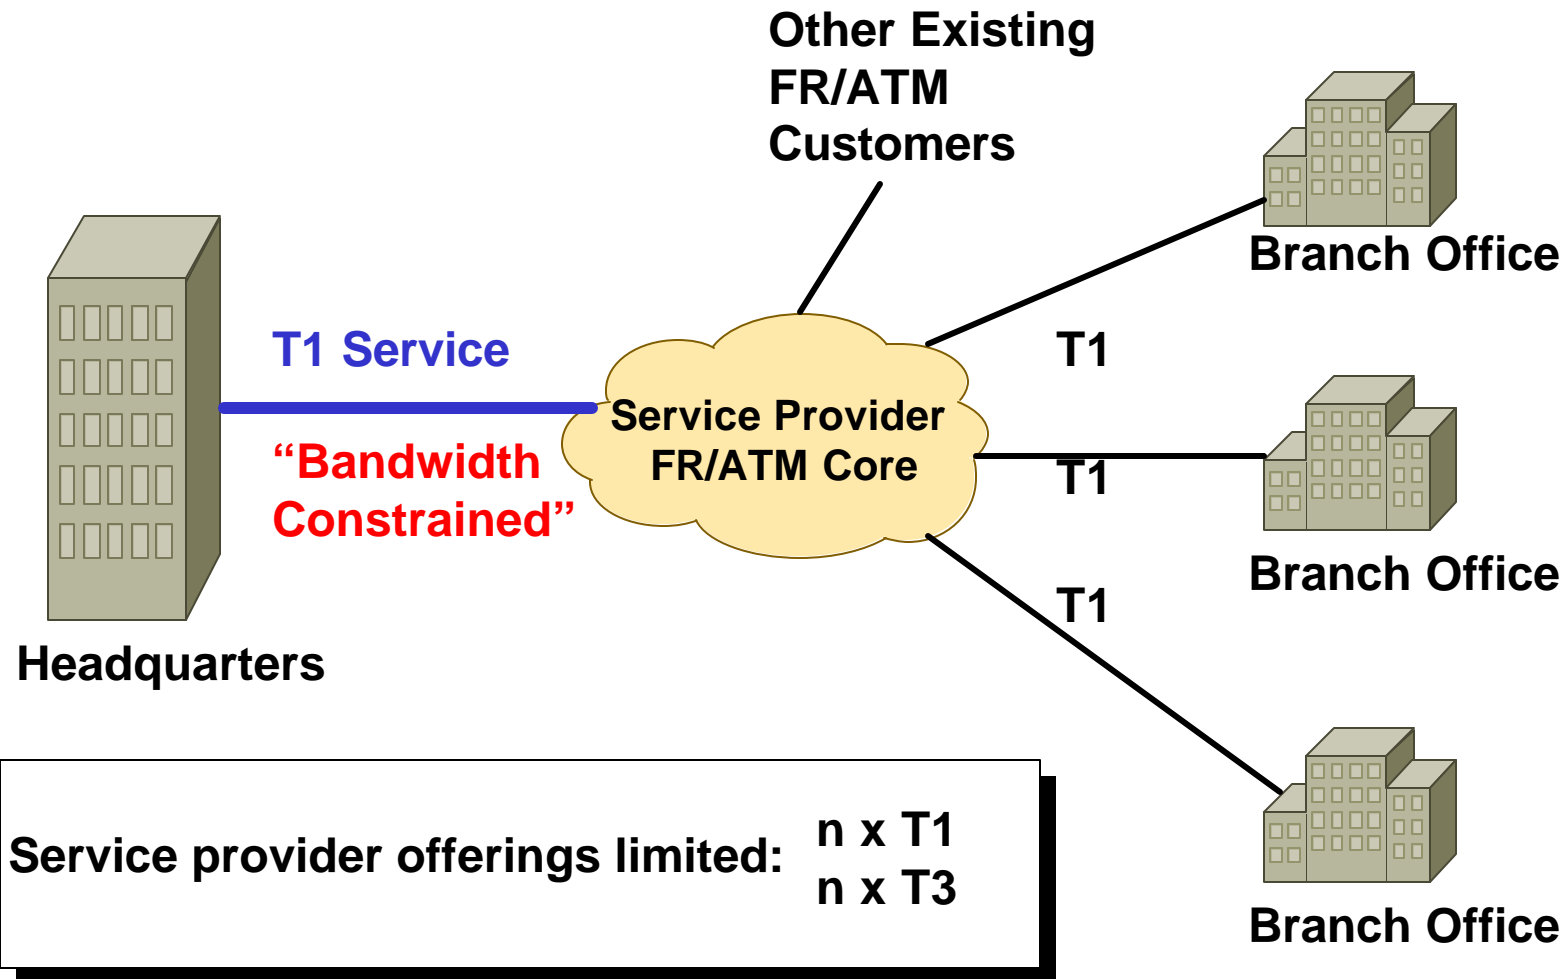 Other Existing
FR/ATM
Customers
Branch Office
T1 Service
T1
Service Provider
FR/ATM Core
“Bandwidth
Constrained”
T1
Branch Office
T1
Headquarters
Service provider offerings limited:
n x T1
n x T3
Branch Office